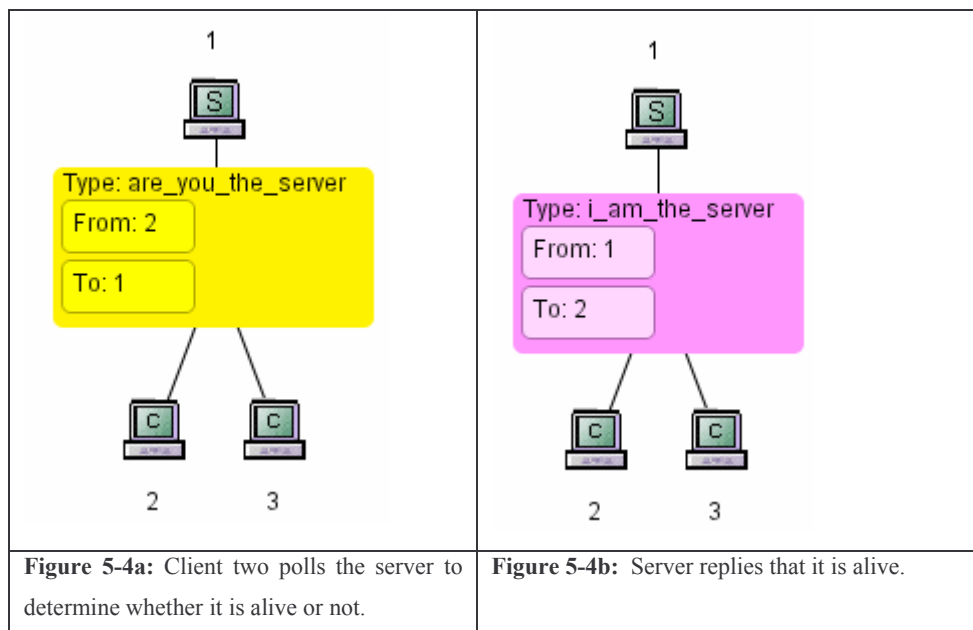 1
S
Type: are_you_the_server
From: 2
To: 1
C
C
2
3
Figure 5-4a: Client two polls the server to
determine whether it is alive or not.
1
S
Type: i_am_the_server
From: 1
To: 2
C
C
2
3
Figure 5-4b: Server replies that it is alive.